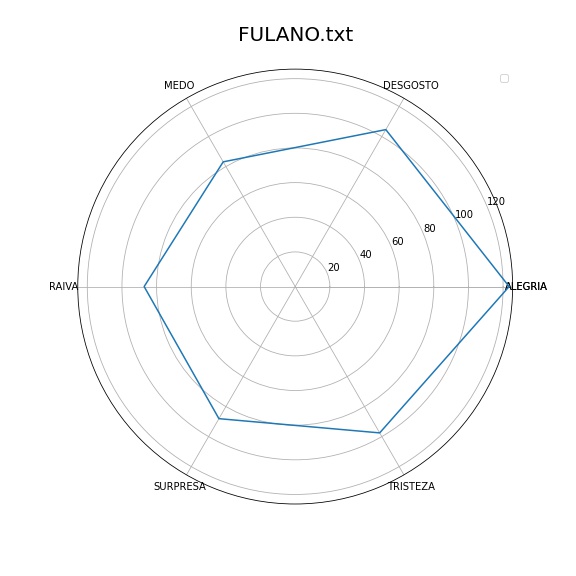 FULANO.txt
MEDO
DESGOSTO
120
100
80
60
40
20
RAIVA
ALEGRIA
SURPRESA
TRISTEZA